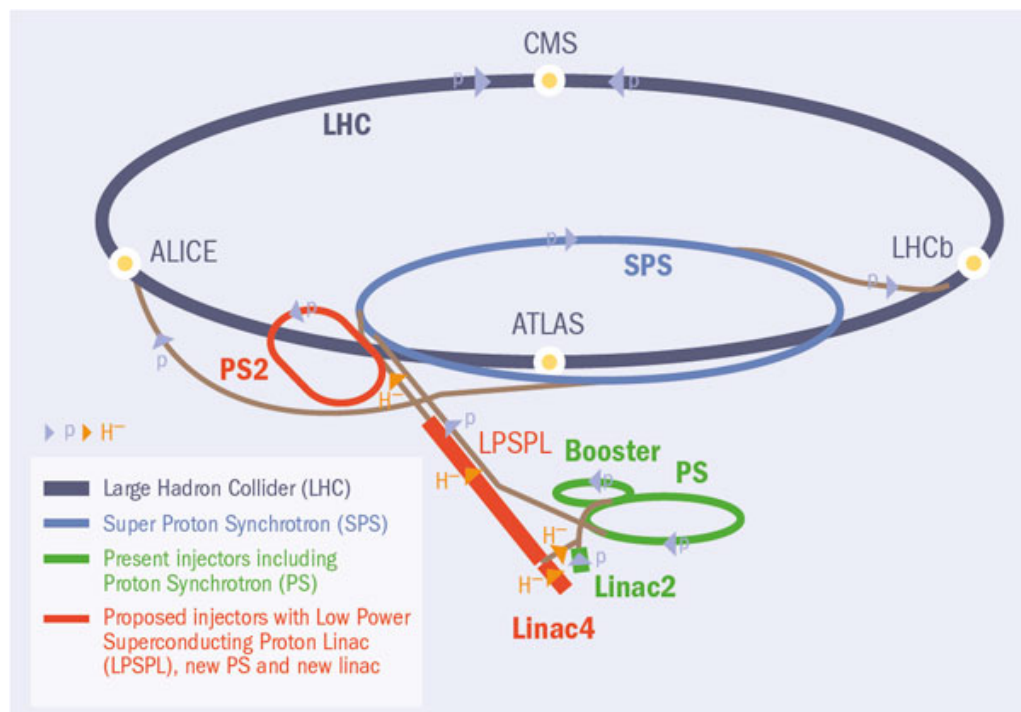 CMS
p
p
LHC
ALICE
p
SPS
LHCb
p
p
ATLAS
PS2
H–
p
p
LPSPL
p H–
Booster
PS
p
H–
H–
p
p
H–
Linac2
Linac4
Large Hadron Collider (LHC)
Super Proton Synchrotron (SPS)
Present injectors including
Proton Synchrotron (PS)
Proposed injectors with Low Power
Superconducting Proton Linac
(LPSPL), new PS and new linac